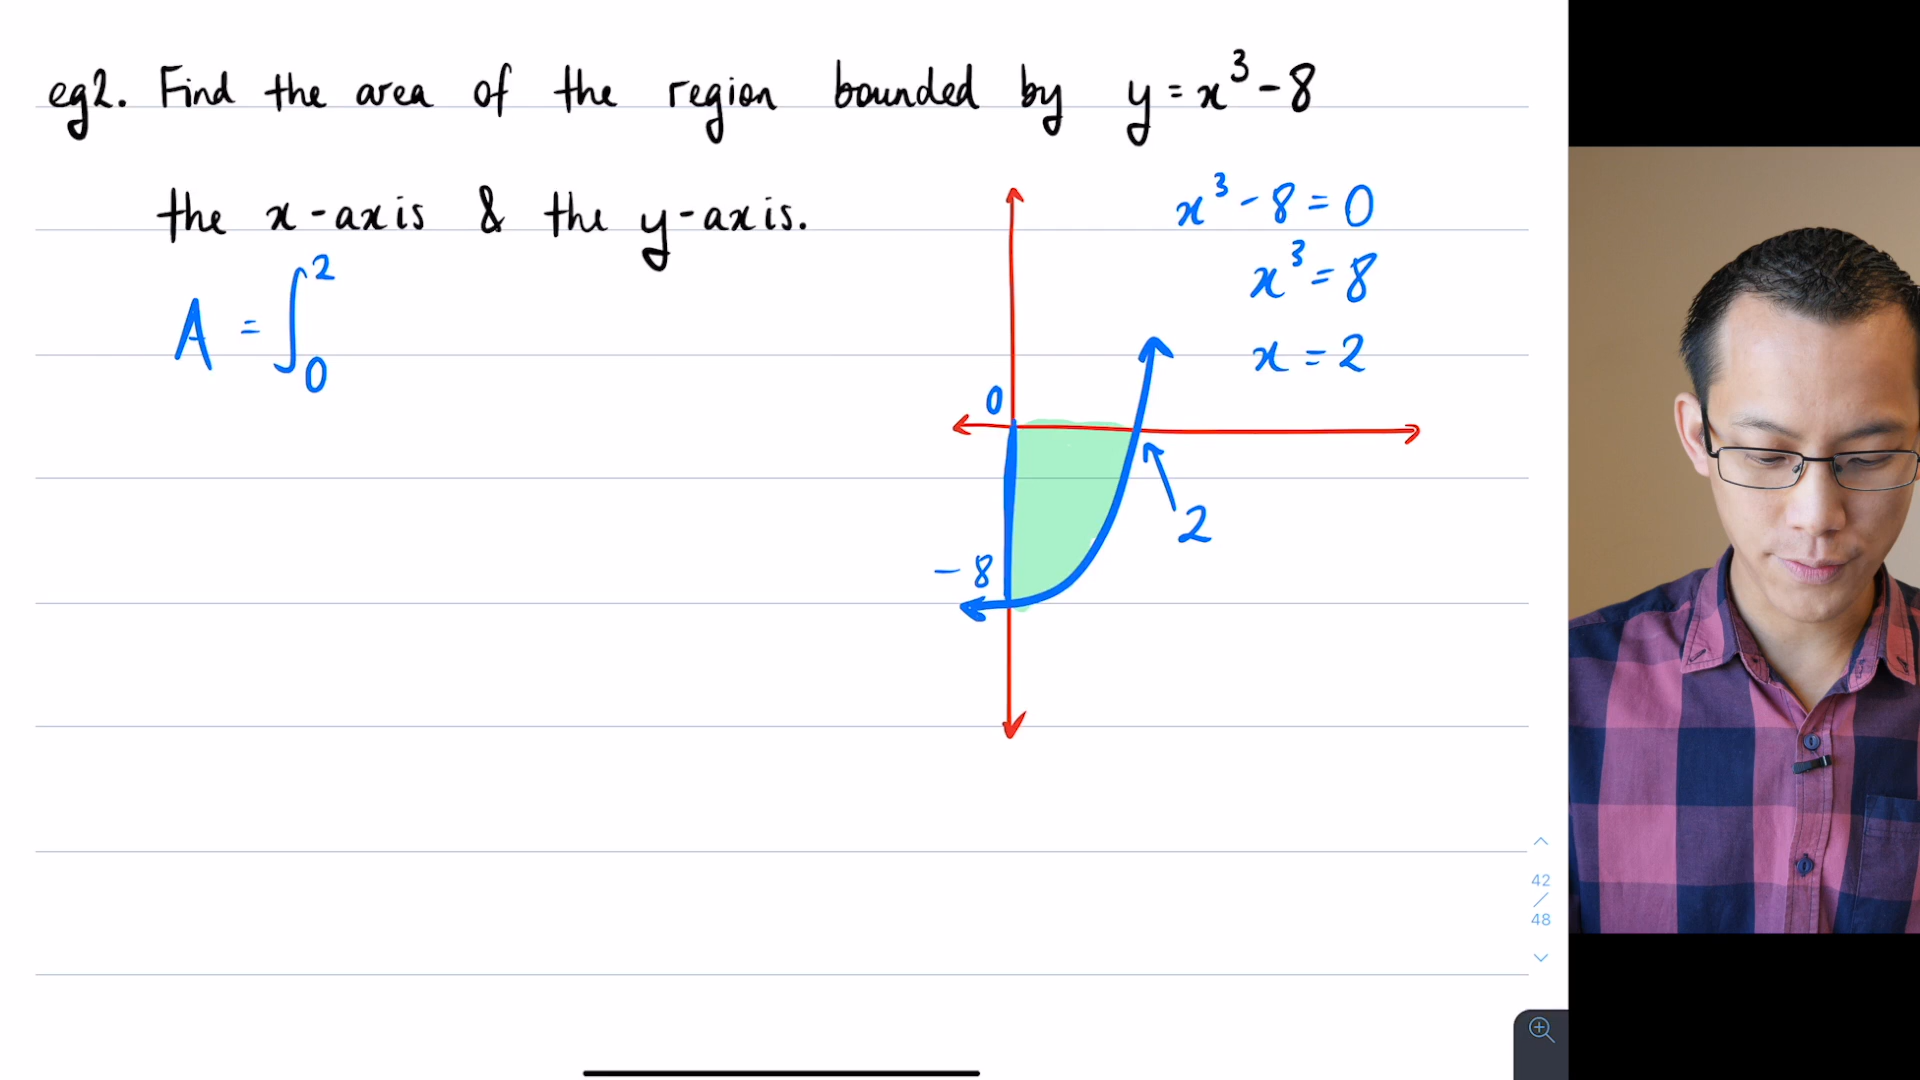 eg2. Find the area of the region bounded by y = x³ - 8
the x-axis & the y-axis.
A = ∫₀²
x³ - 8 = 0
x³ = 8
x = 2
0
2
-8
42
/
48